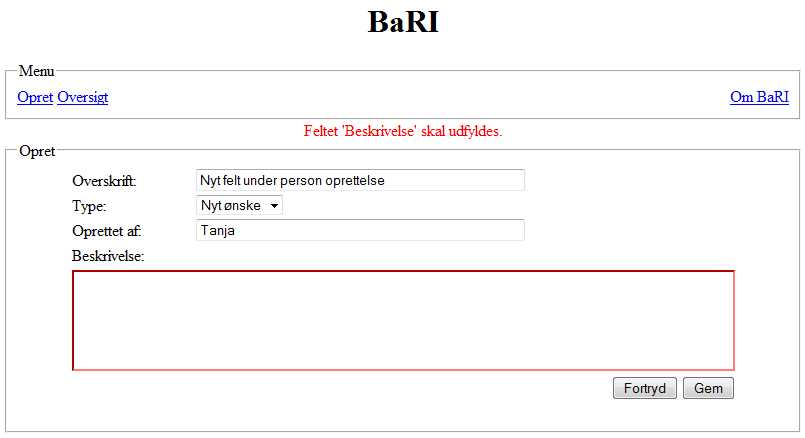 BaRI
Menu
Opret Oversigt Om BaRI
Feltet 'Beskrivelse' skal udfyldes.
Opret
Overskrift: Nyt felt under person oprettelse
Type: Nyt ønske
Oprettet af: Tanja
Beskrivelse:
Fortryd Gem